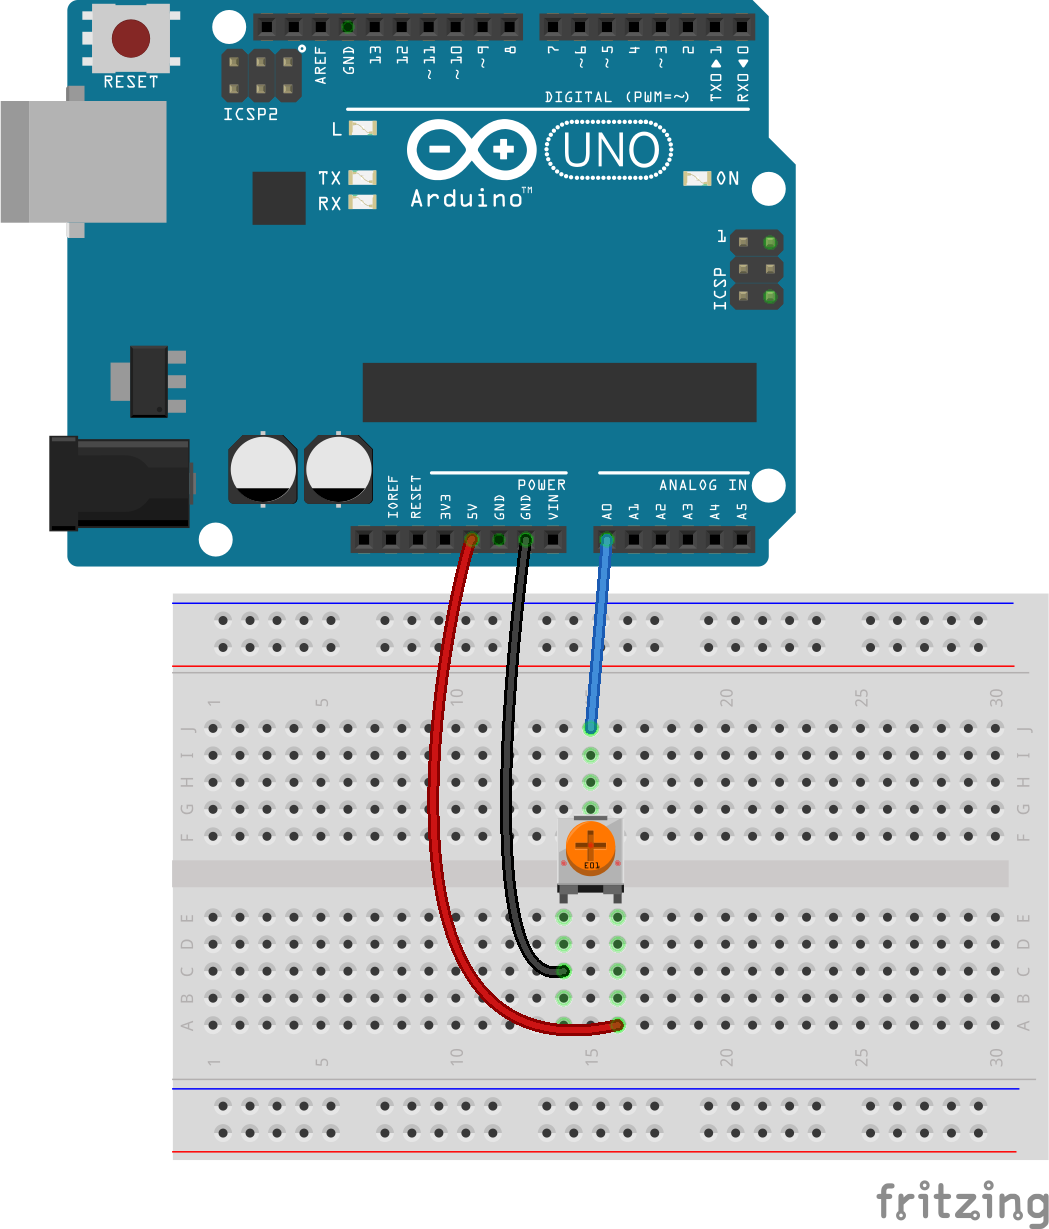 RESET
AREF
GND
13
12
~11
~10
~9
8
7
~6
~5
4
~3
2
TX0▶1
RX0◀0
ICSP2
DIGITAL (PWM=~)
L
TX
RX
Arduino™
UNO
ON
1
ICSP
IOREF
RESET
3V3
5V
GND
GND
VIN
POWER
A0
A1
A2
A3
A4
A5
ANALOG IN
1
5
10
20
25
30
J J
I I
H H
G G
F F
E01
E E
D D
C C
B B
A A
1
5
10
15
20
25
30
fritzing